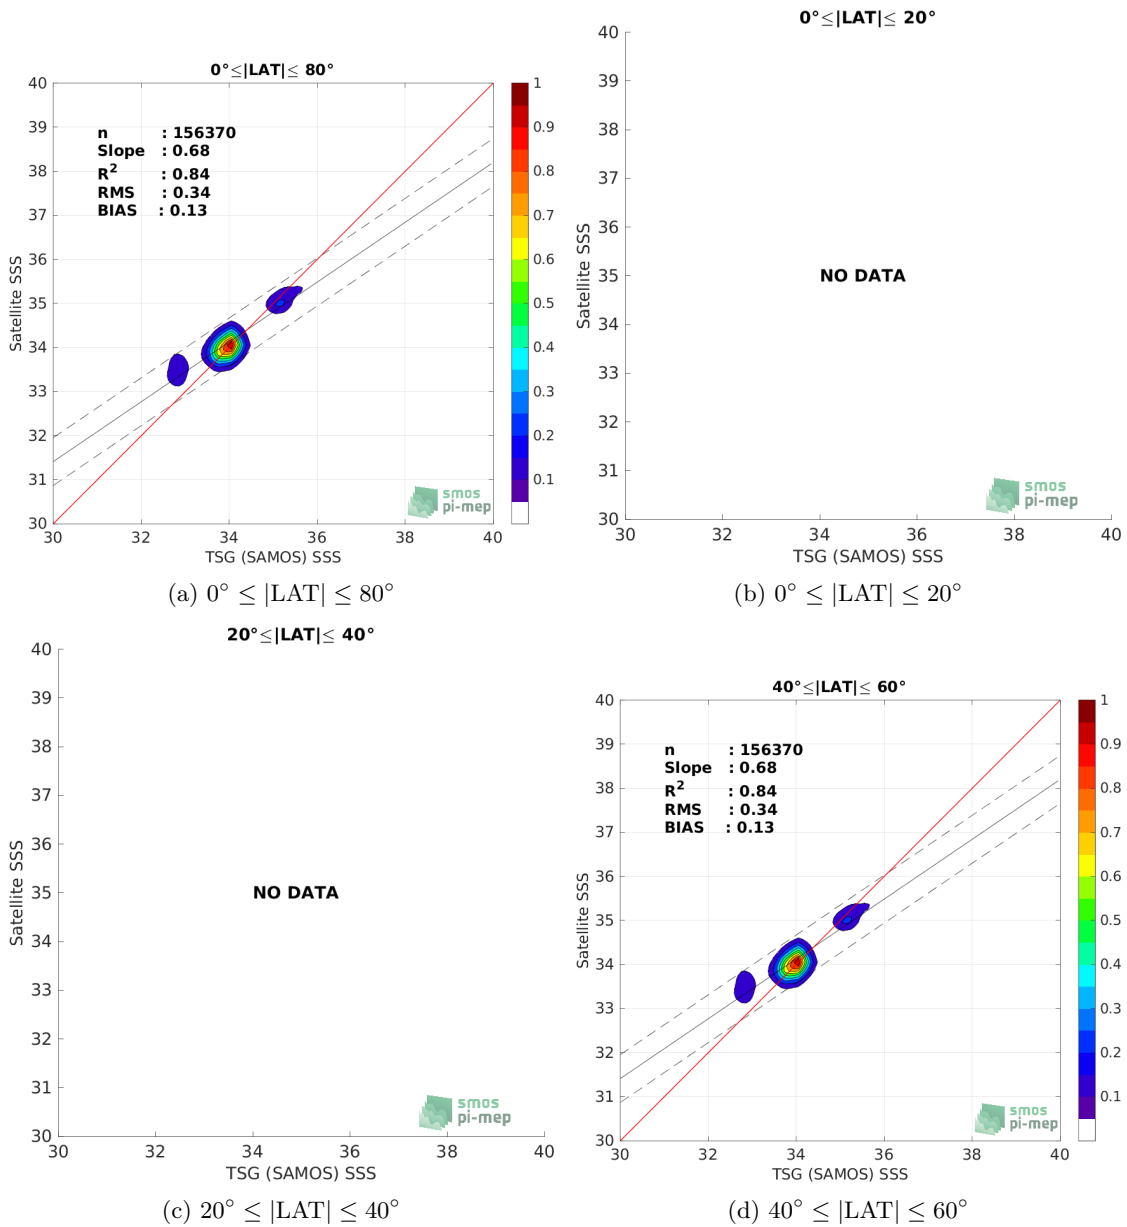 0°≤|LAT|≤ 80°
40
39
38
37
36
35
34
33
32
31
30
Satellite SSS
n : 156370
Slope : 0.68
R² : 0.84
RMS : 0.34
BIAS : 0.13
smos
pi-mep
30 32 34 36 38 40
TSG (SAMOS) SSS
1
0.9
0.8
0.7
0.6
0.5
0.4
0.3
0.2
0.1
(a) 0° ≤ |LAT| ≤ 80°
0°≤|LAT|≤ 20°
40
39
38
37
36
35
34
33
32
31
30
Satellite SSS
NO DATA
smos
pi-mep
30 32 34 36 38 40
TSG (SAMOS) SSS
(b) 0° ≤ |LAT| ≤ 20°
20°≤|LAT|≤ 40°
40
39
38
37
36
35
34
33
32
31
30
Satellite SSS
NO DATA
smos
pi-mep
30 32 34 36 38 40
TSG (SAMOS) SSS
(c) 20° ≤ |LAT| ≤ 40°
40°≤|LAT|≤ 60°
40
39
38
37
36
35
34
33
32
31
30
Satellite SSS
n : 156370
Slope : 0.68
R² : 0.84
RMS : 0.34
BIAS : 0.13
smos
pi-mep
30 32 34 36 38 40
TSG (SAMOS) SSS
1
0.9
0.8
0.7
0.6
0.5
0.4
0.3
0.2
0.1
(d) 40° ≤ |LAT| ≤ 60°